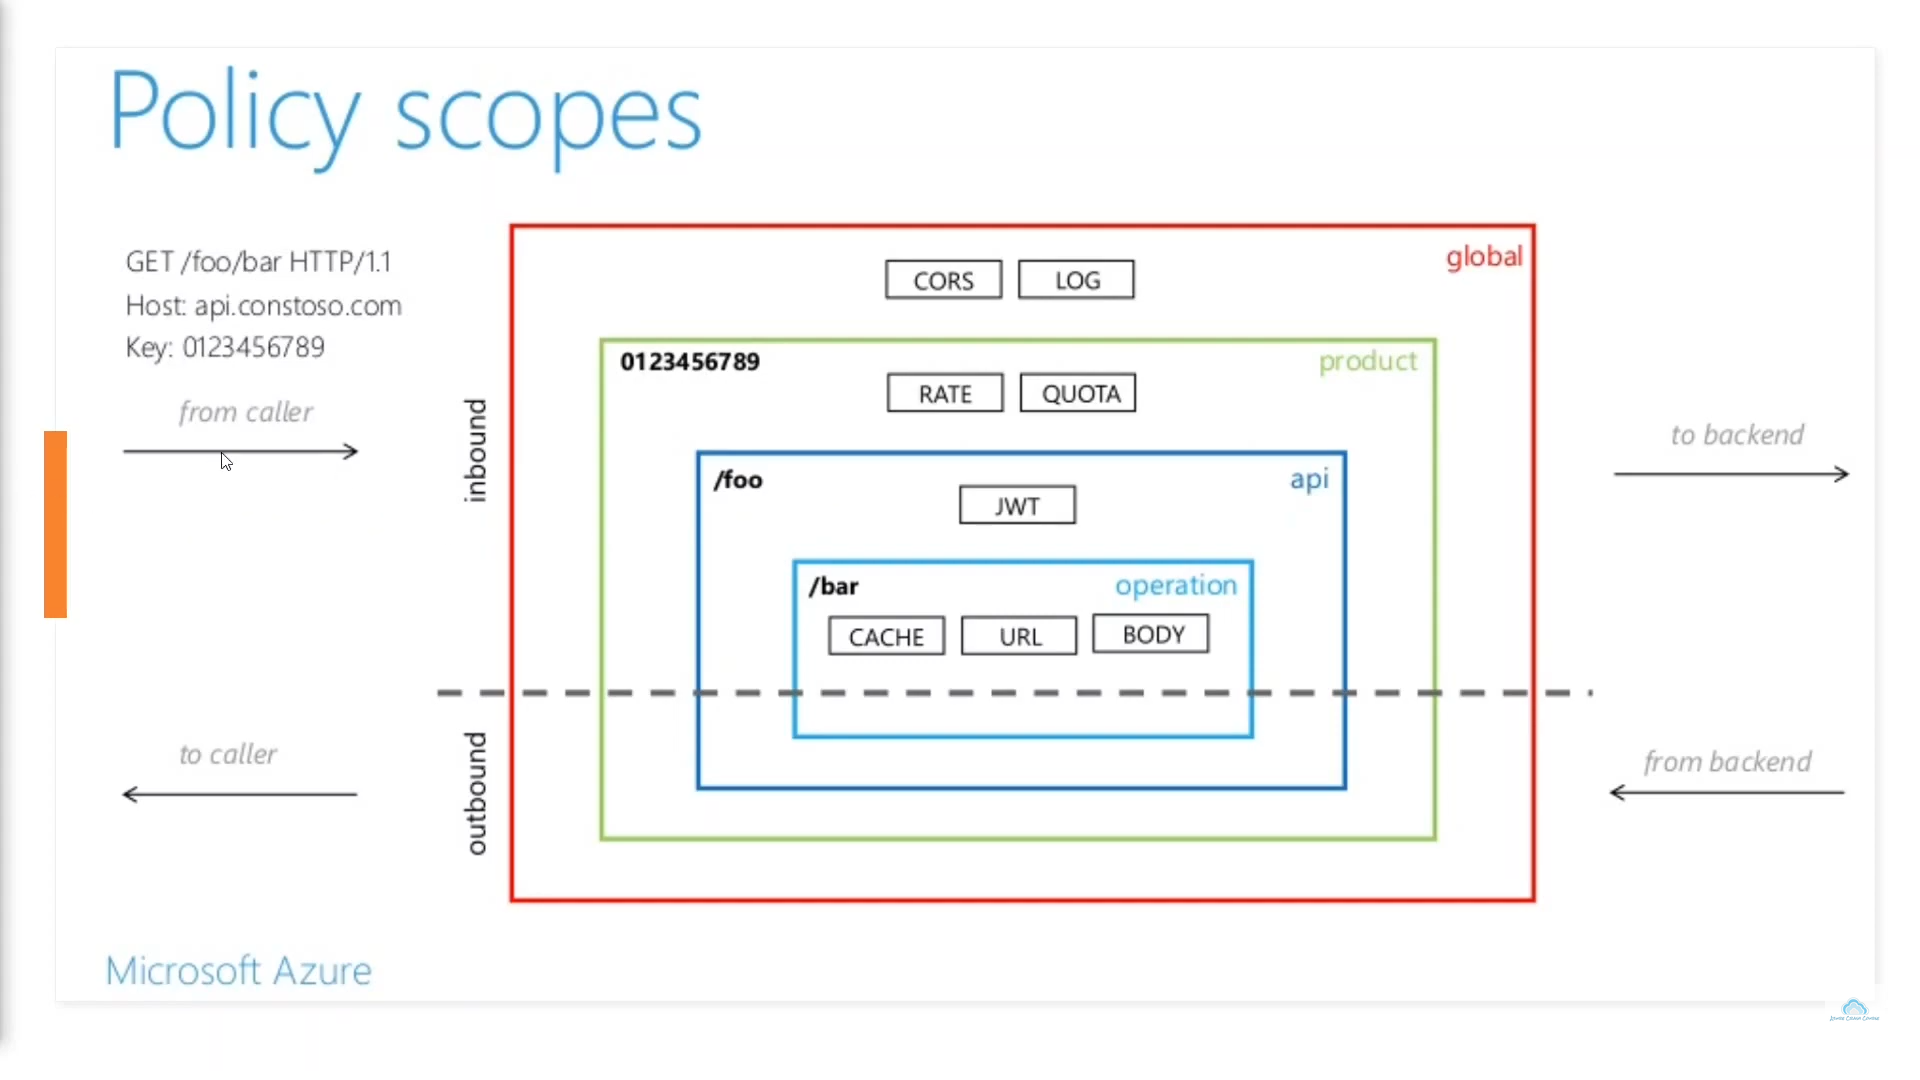 Policy scopes
GET /foo/bar HTTP/1.1
Host: api.constoso.com
Key: 0123456789
from caller
inbound
global
CORS LOG
0123456789 product
RATE QUOTA
/foo api
JWT
/bar operation
CACHE URL BODY
to backend
to caller
outbound
from backend
Microsoft Azure